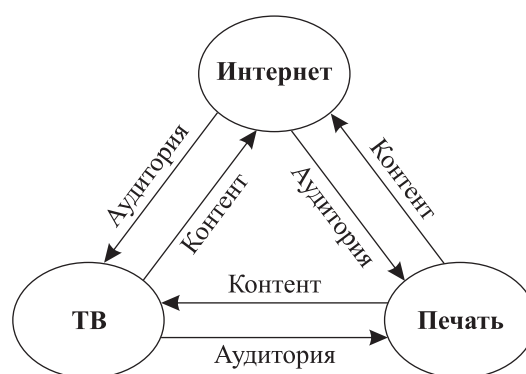 Интернет
Аудитория
Контент
Аудитория
Контент
Контент
ТВ
Печать
Аудитория